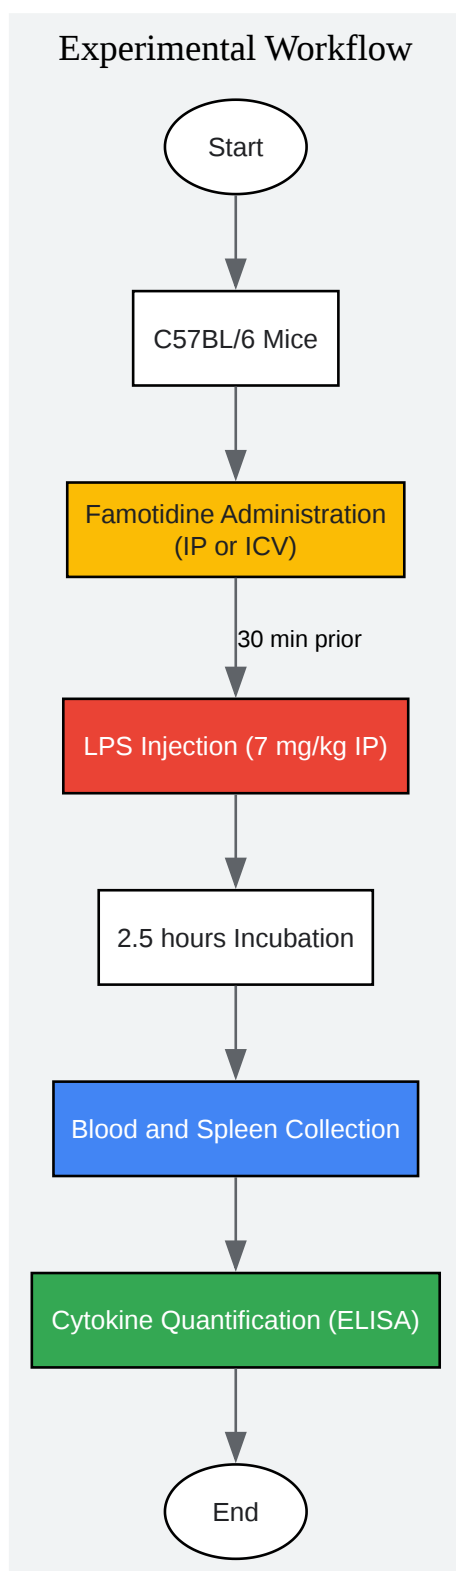 Experimental Workflow
Start
C57BL/6 Mice
Famotidine Administration
(IP or ICV)
30 min prior
LPS Injection (7 mg/kg IP)
2.5 hours Incubation
Blood and Spleen Collection
Cytokine Quantification (ELISA)
End